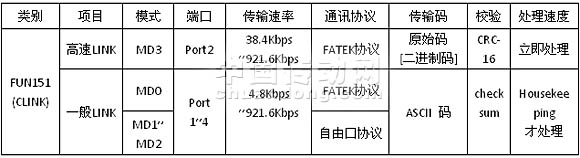 类别 项目 模式 端口 传输速率 通讯协议 传输码 校验 处理速度
FUN151
(CLINK)
高速LINK MD3 Port2
38.4Kbps
~921.6Kbps
FATEK协议
原始码
[二进制码]
CRC-
16
立即处理
一般LINK
MD0
MD1~
MD2
Port
1~4
4.8Kbps
~921.6Kbps
FATEK协议
自由口协议
ASCII 码
check
sum
Housekee
ping
才处理
中国传动网
chuandong.com